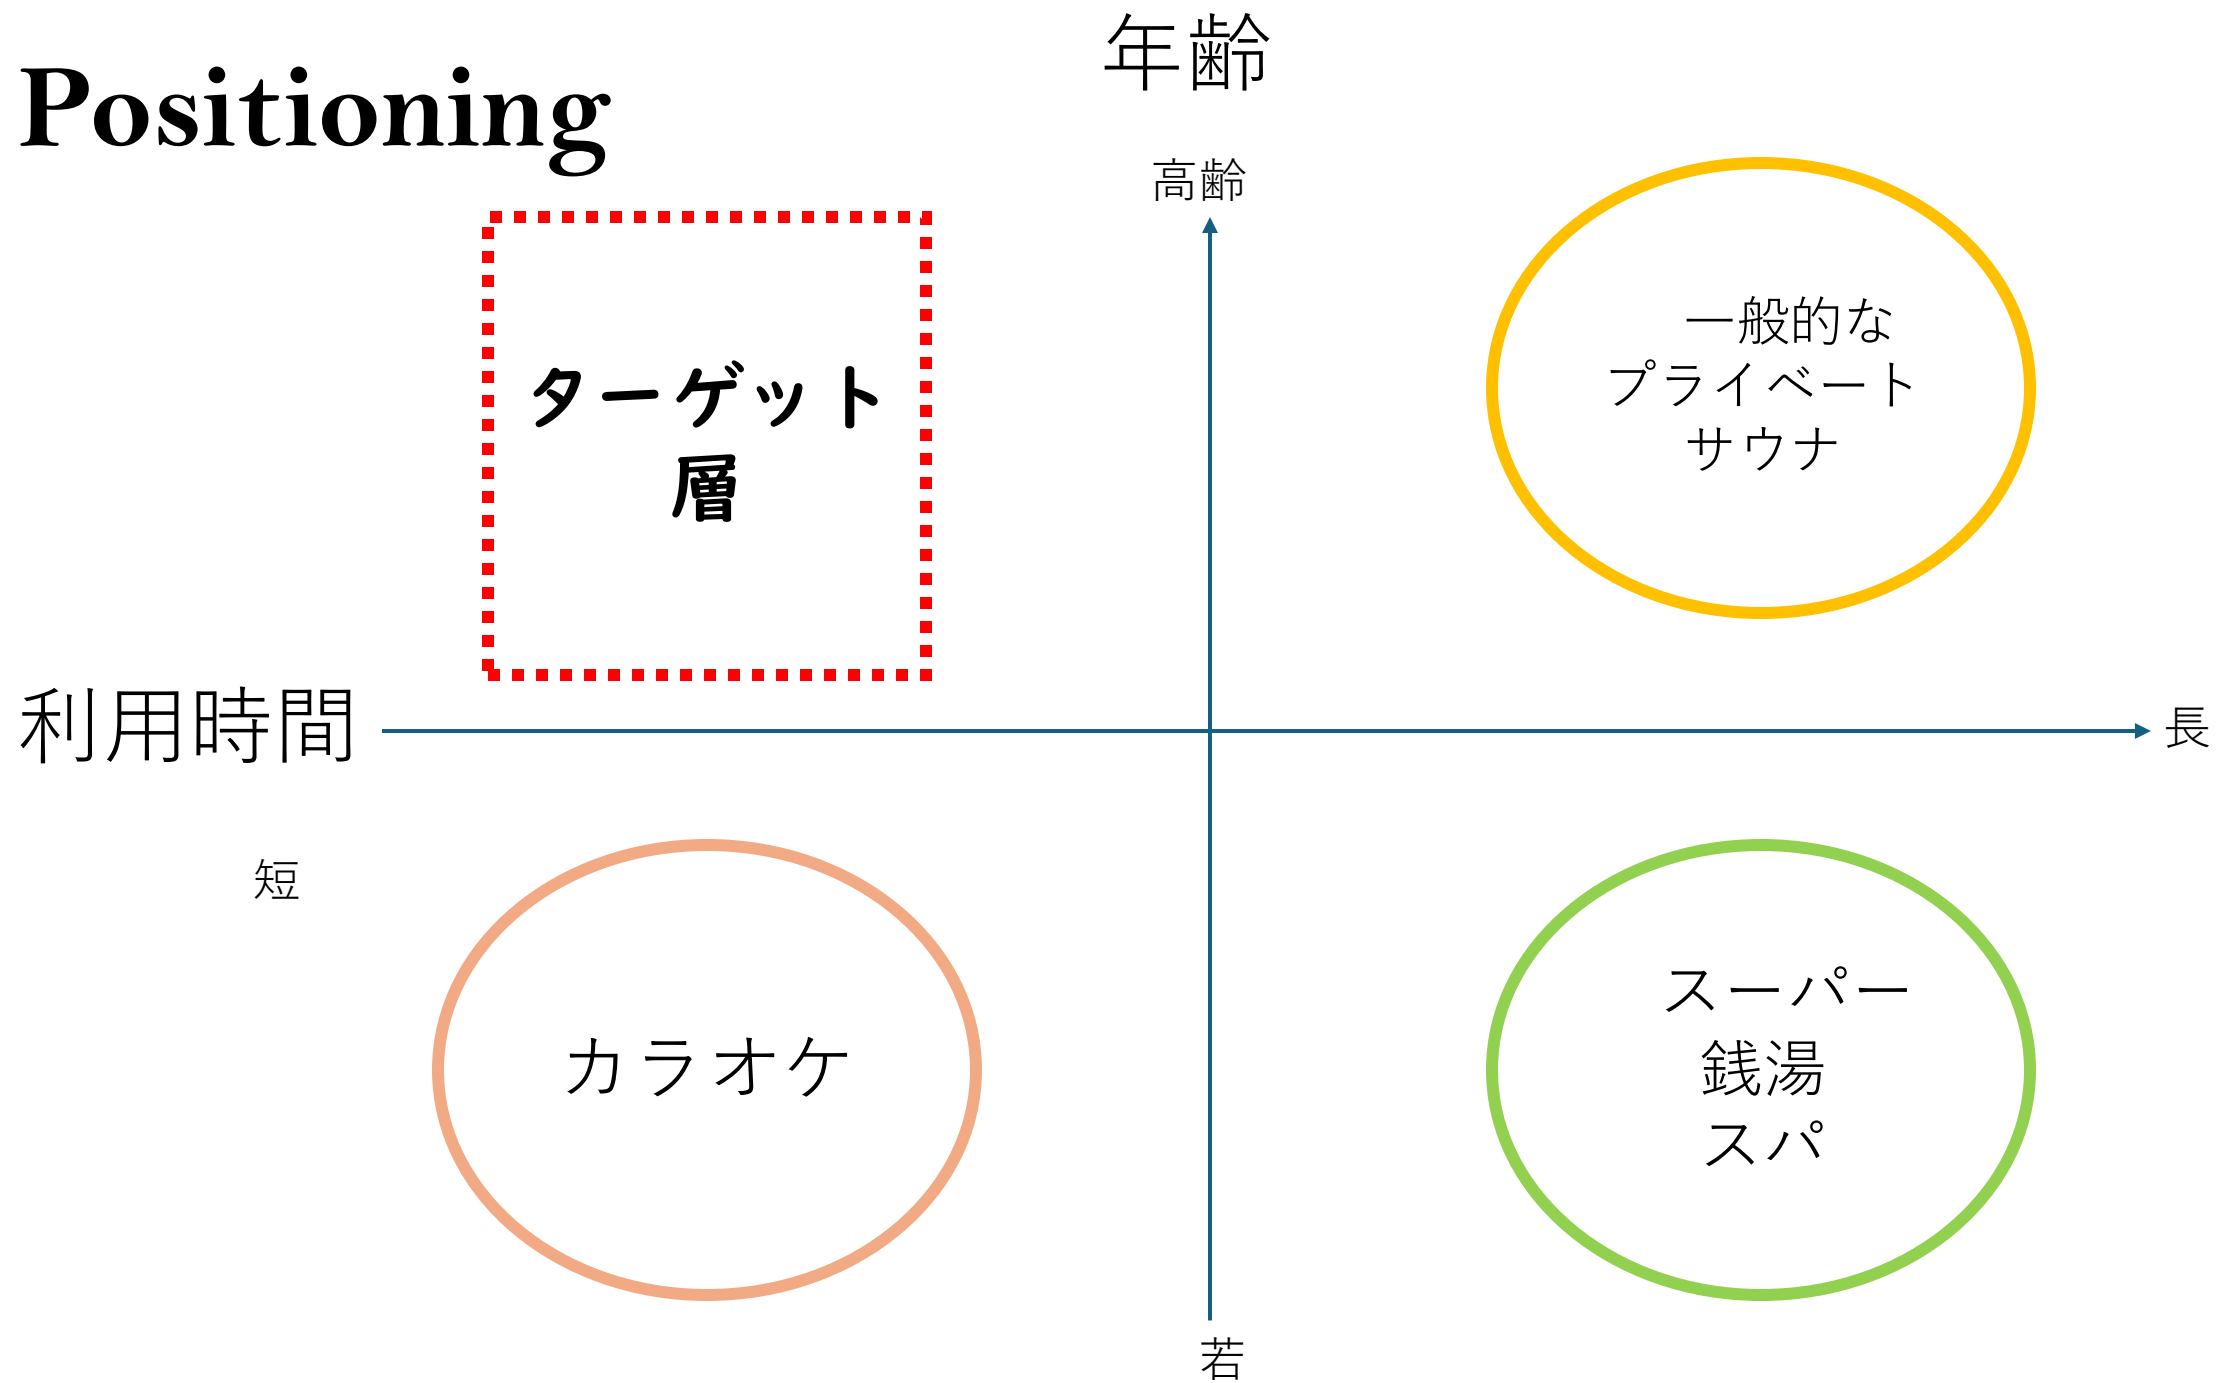 Positioning
年齢
高齢
ターゲット
層
一般的な
プライベート
サウナ
利用時間
長
短
カラオケ
スーパー
銭湯
スパ
若